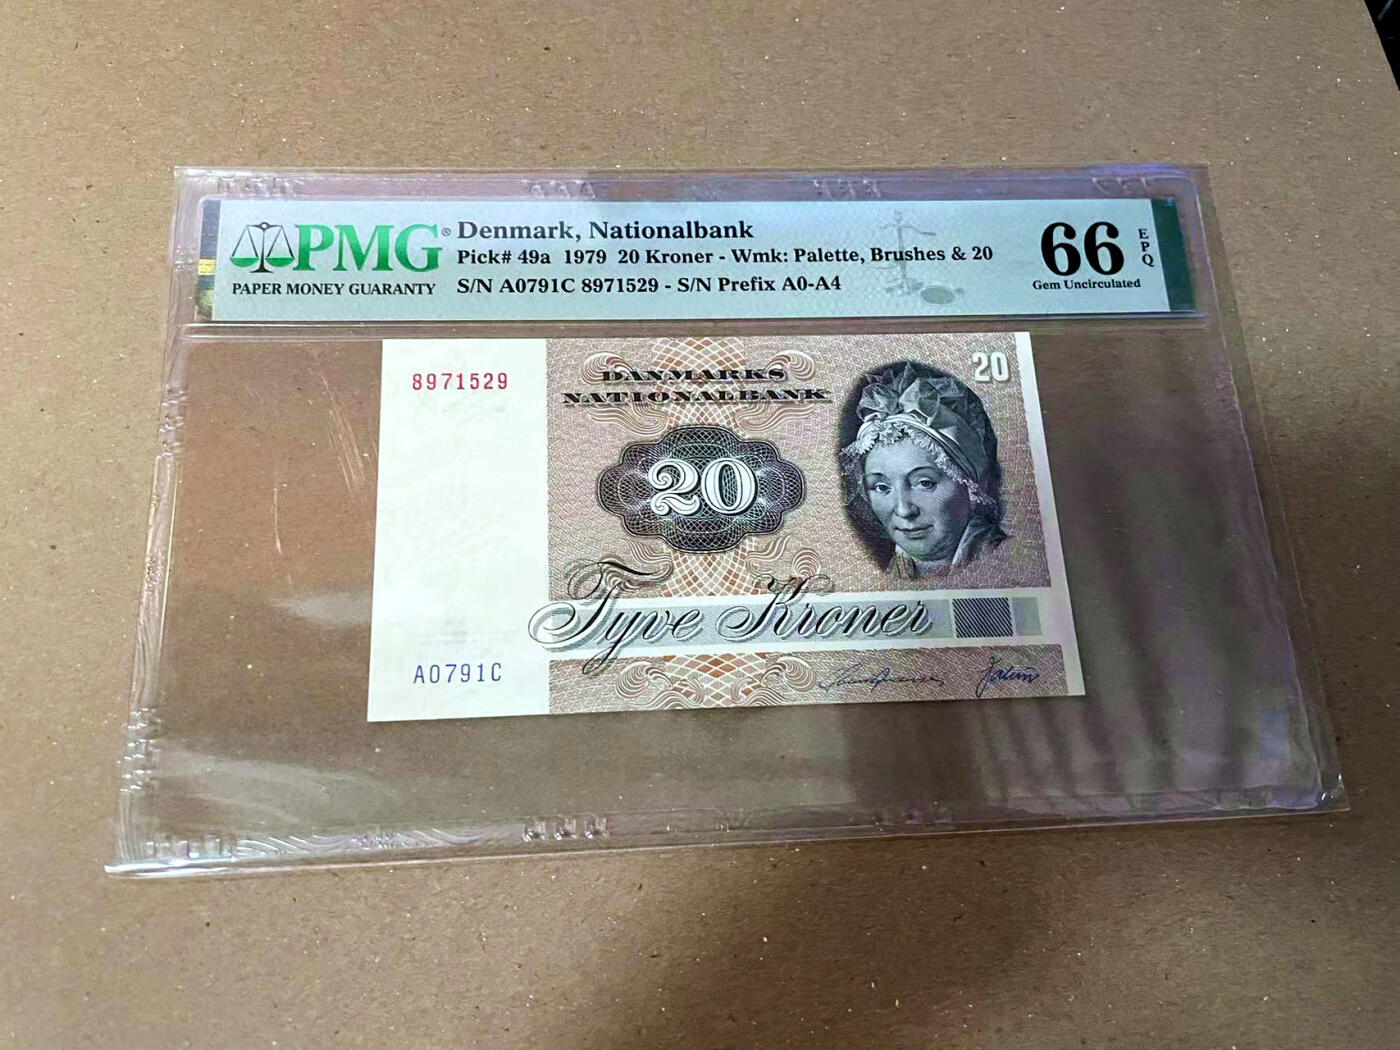 PMG®
PAPER MONEY GUARANTY
Denmark, Nationalbank
Pick# 49a 1979 20 Kroner - Wmk: Palette, Brushes & 20
S/N A0791C 8971529 - S/N Prefix A0-A4
66
EPQ
Gem Uncirculated
8971529
DANMARKS
NATIONALBANK
20
20
Tyve Kroner
A0791C